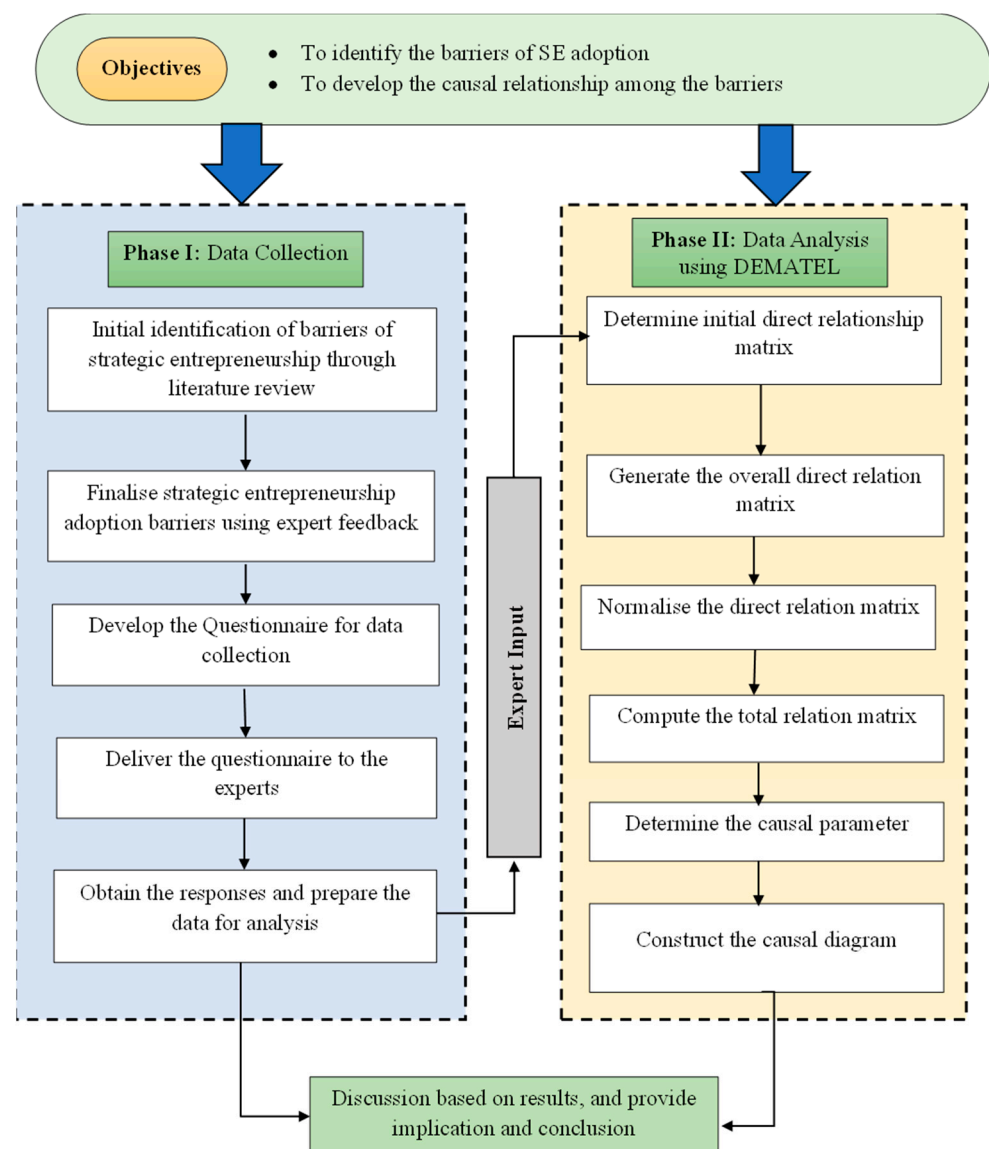 Objectives
• To identify the barriers of SE adoption
• To develop the causal relationship among the barriers
Phase I: Data Collection
Initial identification of barriers of
strategic entrepreneurship through
literature review
Finalise strategic entrepreneurship
adoption barriers using expert feedback
Develop the Questionnaire for data
collection
Deliver the questionnaire to the
experts
Obtain the responses and prepare the
data for analysis
Expert Input
Phase II: Data Analysis
using DEMATEL
Determine initial direct relationship
matrix
Generate the overall direct relation
matrix
Normalise the direct relation matrix
Compute the total relation matrix
Determine the causal parameter
Construct the causal diagram
Discussion based on results, and provide
implication and conclusion